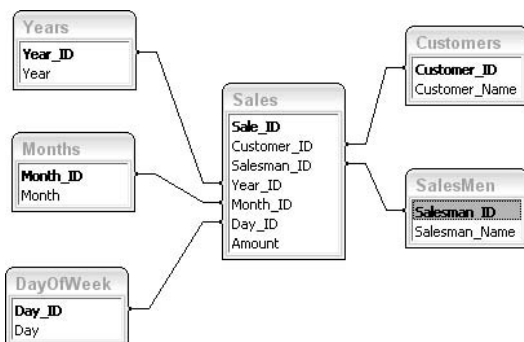 Years
Year_ID
Year
Months
Month_ID
Month
DayOfWeek
Day_ID
Day
Sales
Sale_ID
Customer_ID
Salesman_ID
Year_ID
Month_ID
Day_ID
Amount
Customers
Customer_ID
Customer_Name
SalesMen
Salesman_ID
Salesman_Name